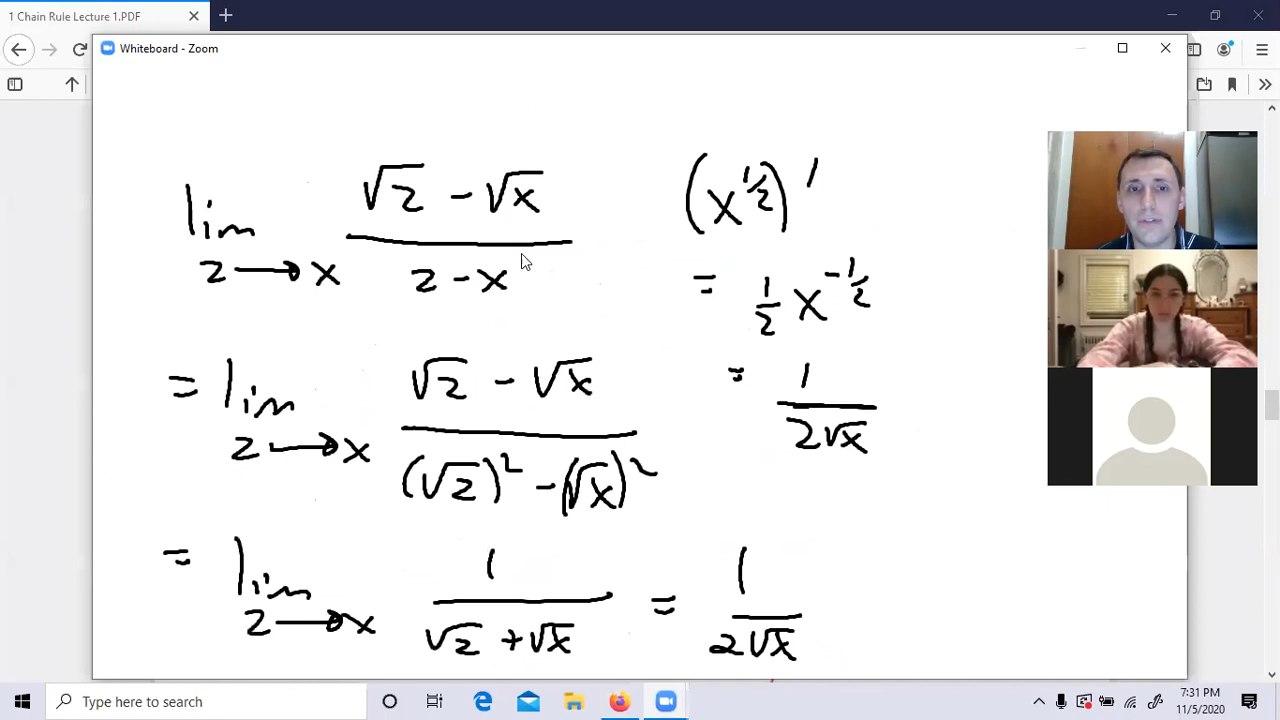 1 Chain Rule Lecture 1.PDF
Whiteboard - Zoom
lim z → x (√z - √x) / (z - x)
= lim z → x (√z - √x) / ((√z)² - (√x)²)
= lim z → x 1 / (√z + √x) = 1 / (2√x)
(x^(1/2))'
= 1/2 x^(-1/2)
= 1 / (2√x)
Type here to search
7:31 PM
11/5/2020